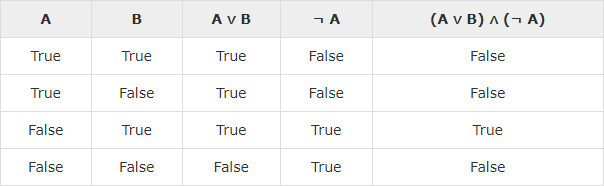 A B A ∨ B ¬ A (A ∨ B) ∧ (¬ A)
True True True False False
True False True False False
False True True True True
False False False True False